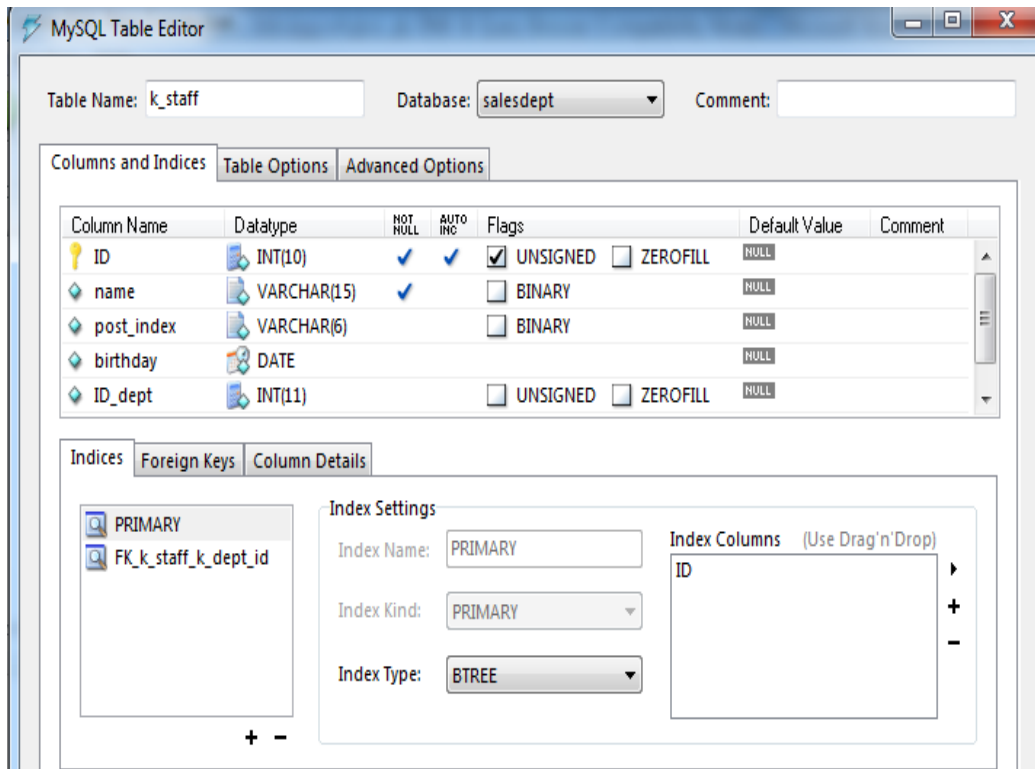 MySQL Table Editor
Table Name: k_staff Database: salesdept Comment:
Columns and Indices Table Options Advanced Options
Column Name Datatype NOT NULL AUTO INC Flags Default Value Comment
ID INT(10) UNSIGNED ZEROFILL NULL
name VARCHAR(15) BINARY NULL
post_index VARCHAR(6) BINARY NULL
birthday DATE NULL
ID_dept INT(11) UNSIGNED ZEROFILL NULL
Indices Foreign Keys Column Details
PRIMARY
FK_k_staff_k_dept_id
Index Settings
Index Name: PRIMARY
Index Kind: PRIMARY
Index Type: BTREE
Index Columns (Use Drag'n'Drop)
ID